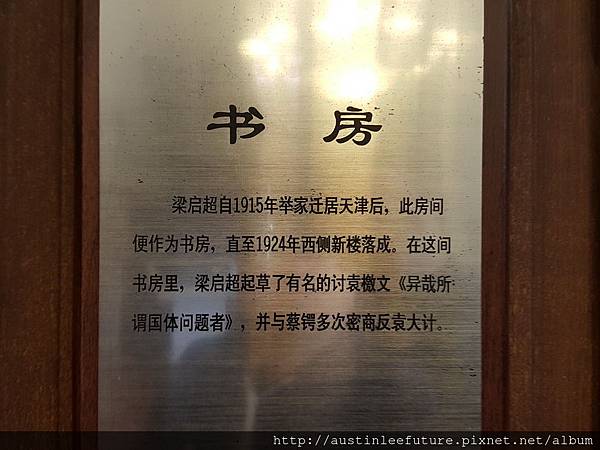 书 房
梁启超自1915年举家迁居天津后，此房间
便作为书房，直至1924年西侧新楼落成。在这间
书房里，梁启超起草了有名的讨袁檄文《异哉所
谓国体问题者》，并与蔡锷多次密商反袁大计。
http://austinleefuture.pixnet.net/album